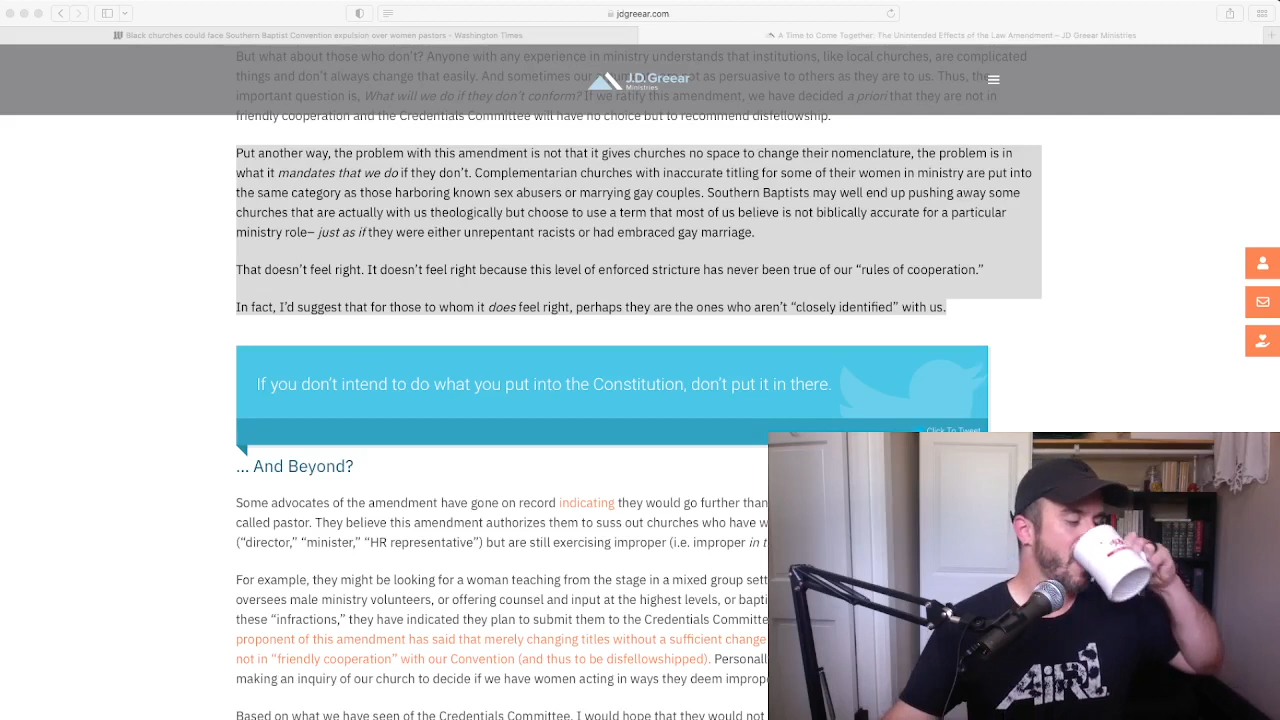 jdgreear.com
Black churches could face Southern Baptist Convention expulsion over women pastors - Washington Times
A Time to Come Together: The Unintended Effects of the Law Amendment – JD Greear Ministries
But what about those who don't? Anyone with any experience in ministry understands that institutions, like local churches, are complicated
things and don't always change that easily. And sometimes our not as persuasive to others as they are to us. Thus, the
J.D. Greear
Ministries
important question is, What will we do if they don't conform? If we ratify this amendment, we have decided a priori that they are not in
friendly cooperation and the Credentials Committee will have no choice but to recommend disfellowship.
Put another way, the problem with this amendment is not that it gives churches no space to change their nomenclature, the problem is in
what it mandates that we do if they don't. Complementarian churches with inaccurate titling for some of their women in ministry are put into
the same category as those harboring known sex abusers or marrying gay couples. Southern Baptists may well end up pushing away some
churches that are actually with us theologically but choose to use a term that most of us believe is not biblically accurate for a particular
ministry role– just as if they were either unrepentant racists or had embraced gay marriage.
That doesn't feel right. It doesn't feel right because this level of enforced stricture has never been true of our “rules of cooperation.”
In fact, I'd suggest that for those to whom it does feel right, perhaps they are the ones who aren't “closely identified” with us.
If you don't intend to do what you put into the Constitution, don't put it in there.
Click To Tweet
... And Beyond?
Some advocates of the amendment have gone on record indicating they would go further than
called pastor. They believe this amendment authorizes them to suss out churches who have w
(“director,” “minister,” “HR representative”) but are still exercising improper (i.e. improper in t
For example, they might be looking for a woman teaching from the stage in a mixed group sett
oversees male ministry volunteers, or offering counsel and input at the highest levels, or bapti
these “infractions,” they have indicated they plan to submit them to the Credentials Committe
proponent of this amendment has said that merely changing titles without a sufficient change
not in “friendly cooperation” with our Convention (and thus to be disfellowshipped). Personall
making an inquiry of our church to decide if we have women acting in ways they deem imprope
Based on what we have seen of the Credentials Committee, I would hope that they would not
AiR1